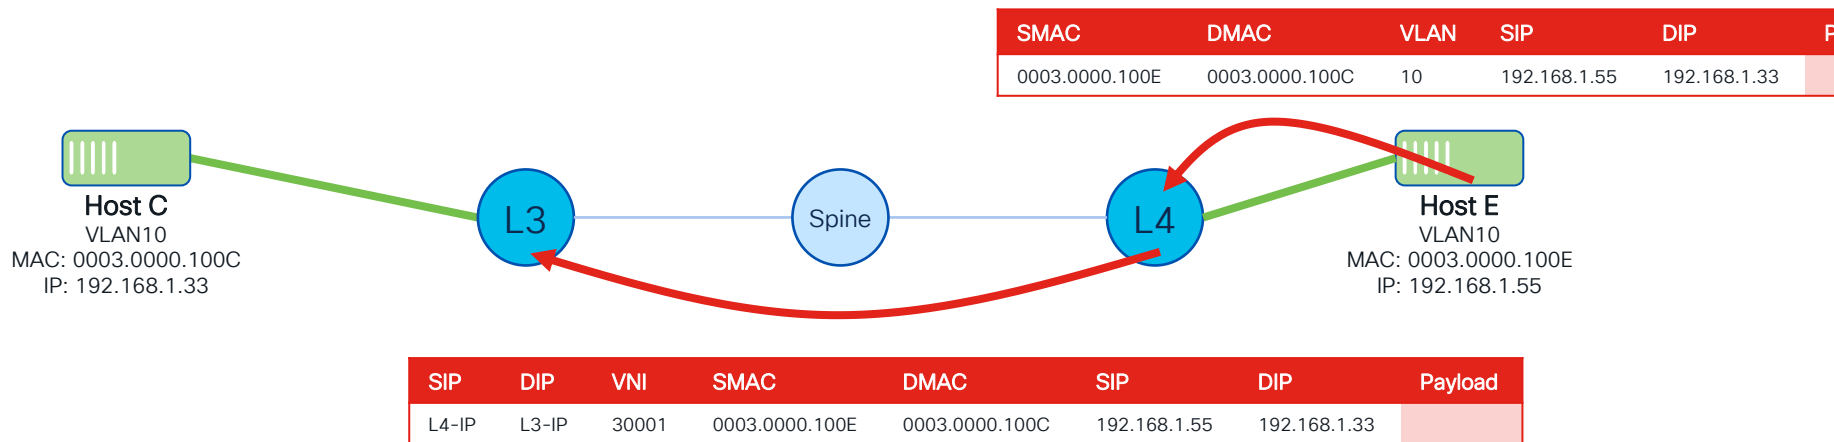 SMAC DMAC VLAN SIP DIP P
0003.0000.100E 0003.0000.100C 10 192.168.1.55 192.168.1.33
Host C
VLAN10
MAC: 0003.0000.100C
IP: 192.168.1.33
L3
Spine
L4
Host E
VLAN10
MAC: 0003.0000.100E
IP: 192.168.1.55
SIP DIP VNI SMAC DMAC SIP DIP Payload
L4-IP L3-IP 30001 0003.0000.100E 0003.0000.100C 192.168.1.55 192.168.1.33